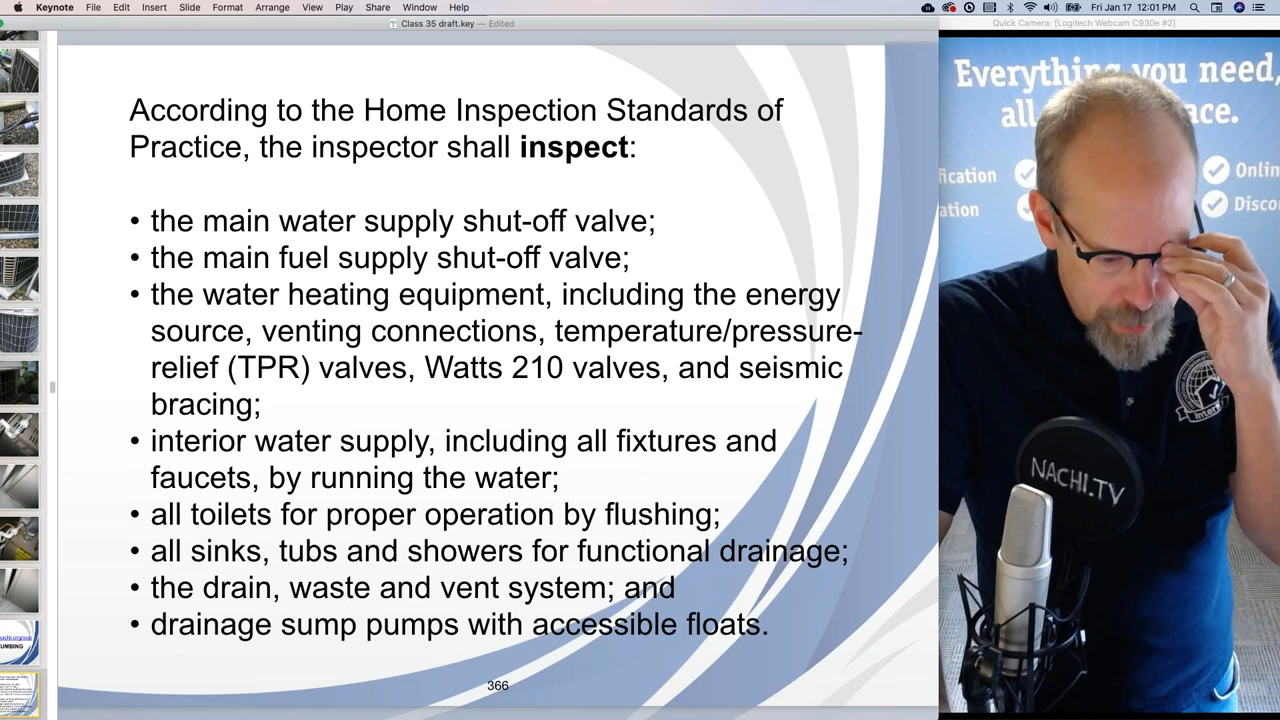 Keynote File Edit Insert Slide Format Arrange View Play Share Window Help
Fri Jan 17 12:01 PM
Class 35 draft.key — Edited
Quick Camera: [Logitech Webcam C930e #2]
According to the Home Inspection Standards of
Practice, the inspector shall inspect:
• the main water supply shut-off valve;
• the main fuel supply shut-off valve;
• the water heating equipment, including the energy
source, venting connections, temperature/pressure-
relief (TPR) valves, Watts 210 valves, and seismic
bracing;
• interior water supply, including all fixtures and
faucets, by running the water;
• all toilets for proper operation by flushing;
• all sinks, tubs and showers for functional drainage;
• the drain, waste and vent system; and
• drainage sump pumps with accessible floats.
366
Everything you need,
NACHI.TV